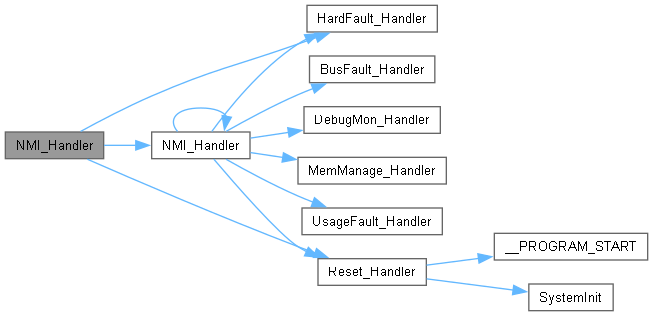 HardFault_Handler
BusFault_Handler
DebugMon_Handler
NMI_Handler
NMI_Handler
MemManage_Handler
UsageFault_Handler
Reset_Handler
__PROGRAM_START
SystemInit